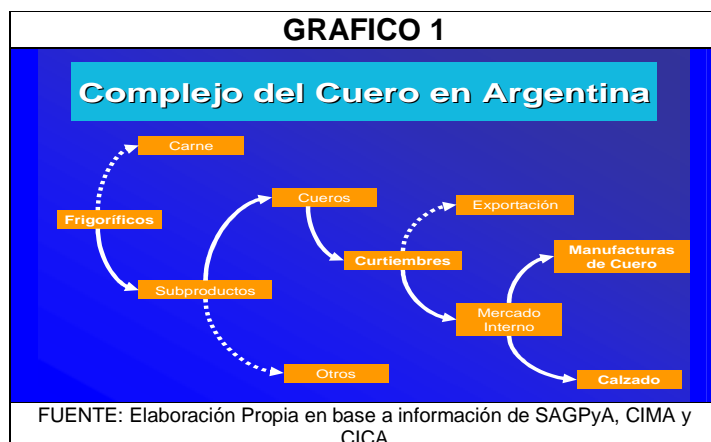 GRAFICO 1
Complejo del Cuero en Argentina
Carne
Cueros
Exportación
Frigoríficos
Manufacturas
de Cuero
Curtiembres
Subproductos
Mercado
Interno
Otros
Calzado
FUENTE: Elaboración Propia en base a información de SAGPyA, CIMA y
CICA